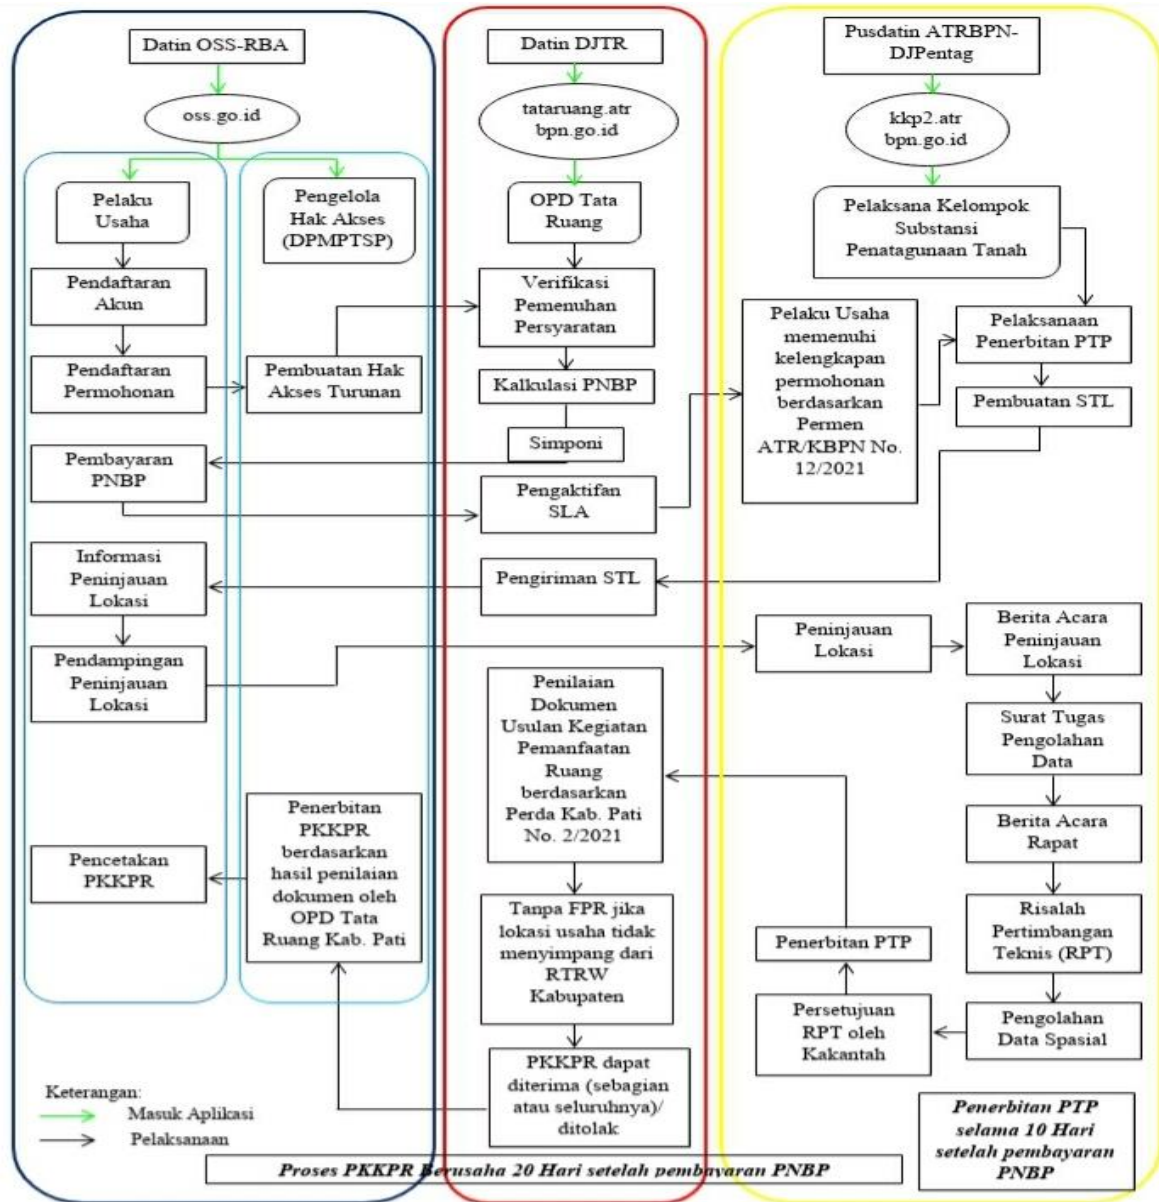 Datin OSS-RBA
oss.go.id
Pelaku
Usaha
Pengelola
Hak Akses
(DPMPTSP)
Pendaftaran
Akun
Pendaftaran
Permohonan
Pembuatan Hak
Akses Turunan
Pembayaran
PNBP
Informasi
Peninjauan
Lokasi
Pendampingan
Peninjauan
Lokasi
Penerbitan
PKKPR
berdasarkan
hasil penilaian
dokumen oleh
OPD Tata
Ruang Kab. Pati
Pencetakan
PKKPR
Keterangan:
Masuk Aplikasi
Pelaksanaan
Datin DJTR
tataruang.atr
bpn.go.id
OPD Tata
Ruang
Verifikasi
Pemenuhan
Persyaratan
Kalkulasi PNBP
Simponi
Pengaktifan
SLA
Pengiriman STL
Penilaian
Dokumen
Usulan Kegiatan
Pemanfaatan
Ruang
berdasarkan
Perda Kab. Pati
No. 2/2021
Tanpa FPR jika
lokasi usaha tidak
menyimpang dari
RTRW
Kabupaten
PKKPR dapat
diterima (sebagian
atau seluruhnya)/
ditolak
Pusdatin ATRBPN-
DJPentag
kkp2.atr
bpn.go.id
Pelaksana Kelompok
Substansi
Penatagunaan Tanah
Pelaku Usaha
memenuhi
kelengkapan
permohonan
berdasarkan
Permen
ATR/KBPN No.
12/2021
Pelaksanaan
Penerbitan PTP
Pembuatan STL
Peninjauan
Lokasi
Berita Acara
Peninjauan
Lokasi
Surat Tugas
Pengolahan
Data
Berita Acara
Rapat
Risalah
Pertimbangan
Teknis (RPT)
Pengolahan
Data Spasial
Persetujuan
RPT oleh
Kakantah
Penerbitan PTP
Penerbitan PTP
selama 10 Hari
setelah pembayaran
PNBP
Proses PKKPR Berusaha 20 Hari setelah pembayaran PNBP